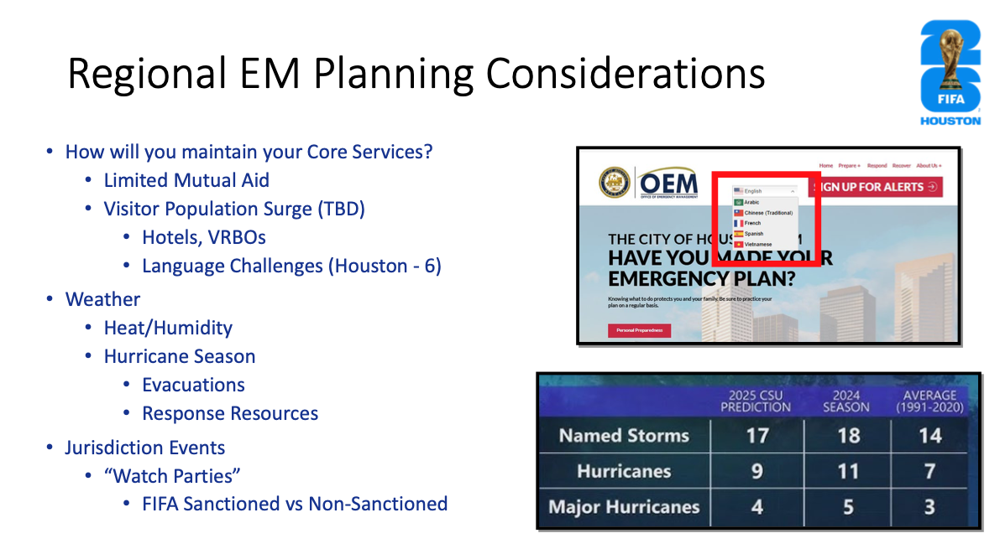 Regional EM Planning Considerations
26
FIFA
HOUSTON
• How will you maintain your Core Services?
• Limited Mutual Aid
• Visitor Population Surge (TBD)
• Hotels, VRBOs
• Language Challenges (Houston - 6)
• Weather
• Heat/Humidity
• Hurricane Season
• Evacuations
• Response Resources
• Jurisdiction Events
• “Watch Parties”
• FIFA Sanctioned vs Non-Sanctioned
Home Prepare + Respond Recover About Us +
OEM
OFFICE OF EMERGENCY MANAGEMENT
SIGN UP FOR ALERTS
English
Arabic
Chinese (Traditional)
French
Spanish
Vietnamese
THE CITY OF HOUS M
HAVE YOU MADE YOUR
EMERGENCY PLAN?
Knowing what to do protects you and your family. Be sure to practice your
plan on a regular basis.
Personal Preparedness
2025 CSU PREDICTION 2024 SEASON AVERAGE (1991-2020)
Named Storms 17 18 14
Hurricanes 9 11 7
Major Hurricanes 4 5 3